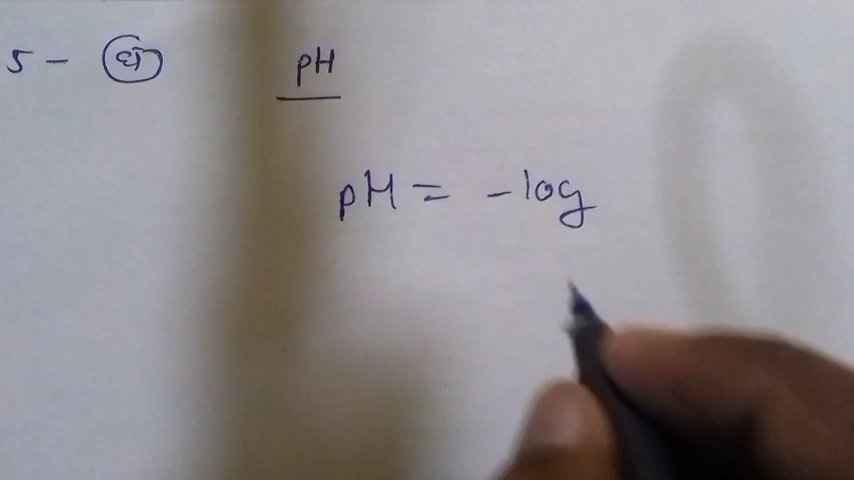 5 - घ pH
pH = - log